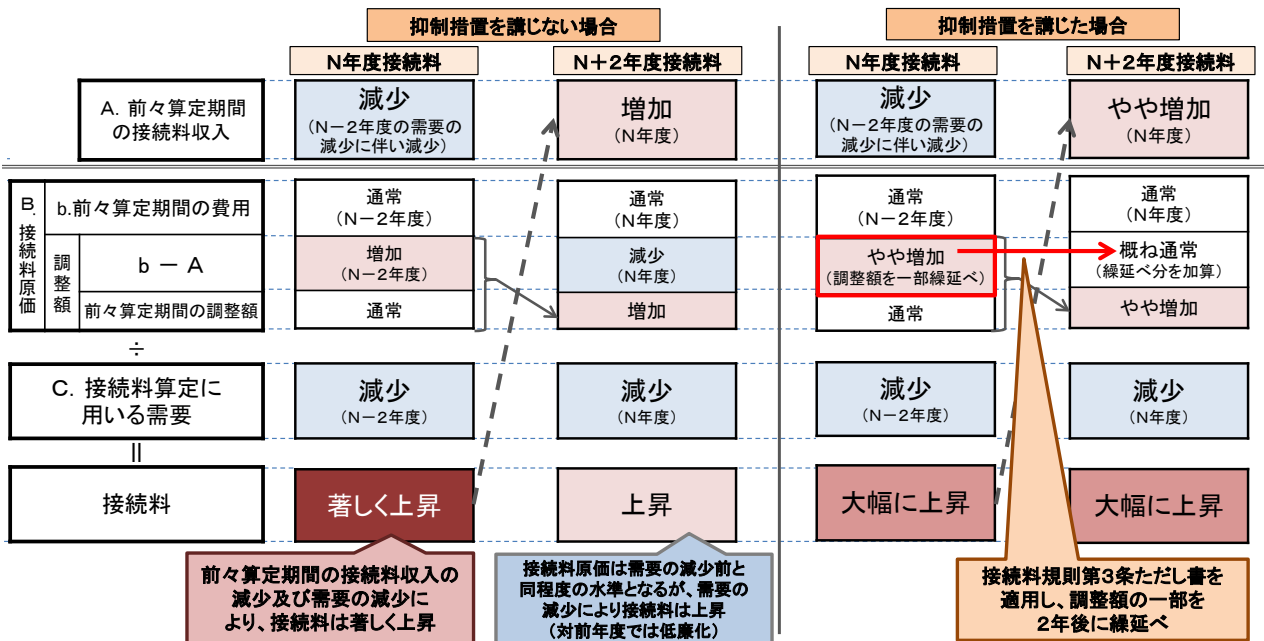 抑制措置を講じない場合
抑制措置を講じた場合
N年度接続料
N+2年度接続料
N年度接続料
N+2年度接続料
A. 前々算定期間
の接続料収入
減少
(N-2年度の需要の
減少に伴い減少)
増加
(N年度)
減少
(N-2年度の需要の
減少に伴い減少)
やや増加
(N年度)
B.接続料原価
b.前々算定期間の費用
通常
(N-2年度)
通常
(N年度)
通常
(N-2年度)
通常
(N年度)
調整額
b - A
増加
(N-2年度)
減少
(N年度)
やや増加
(調整額を一部繰延べ)
概ね通常
(繰延べ分を加算)
前々算定期間の調整額
通常
増加
通常
やや増加
÷
C. 接続料算定に
用いる需要
減少
(N-2年度)
減少
(N年度)
減少
(N-2年度)
減少
(N年度)
||
接続料
著しく上昇
上昇
大幅に上昇
大幅に上昇
前々算定期間の接続料収入の
減少及び需要の減少に
より、接続料は著しく上昇
接続料原価は需要の減少前と
同程度の水準となるが、需要の
減少により接続料は上昇
(対前年度では低廉化)
接続料規則第3条ただし書を
適用し、調整額の一部を
2年後に繰延べ